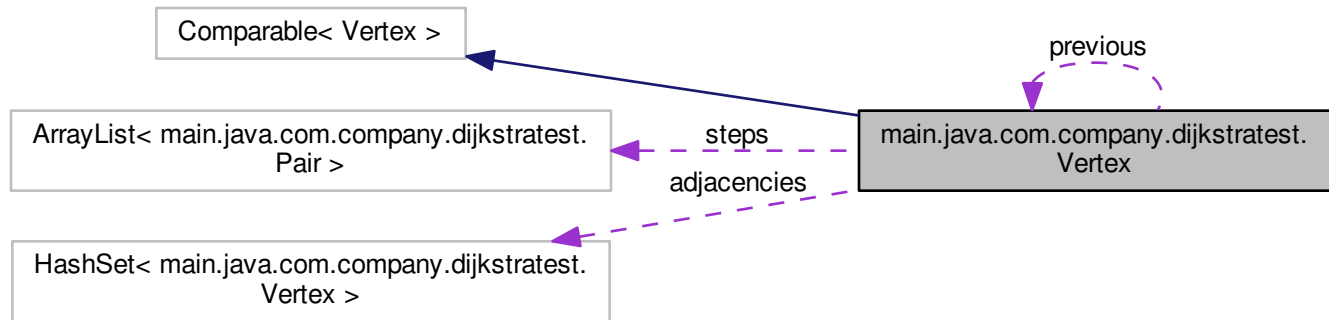 Comparable< Vertex >
previous
ArrayList< main.java.com.company.dijkstratest.
Pair >
steps
main.java.com.company.dijkstratest.
Vertex
adjacencies
HashSet< main.java.com.company.dijkstratest.
Vertex >